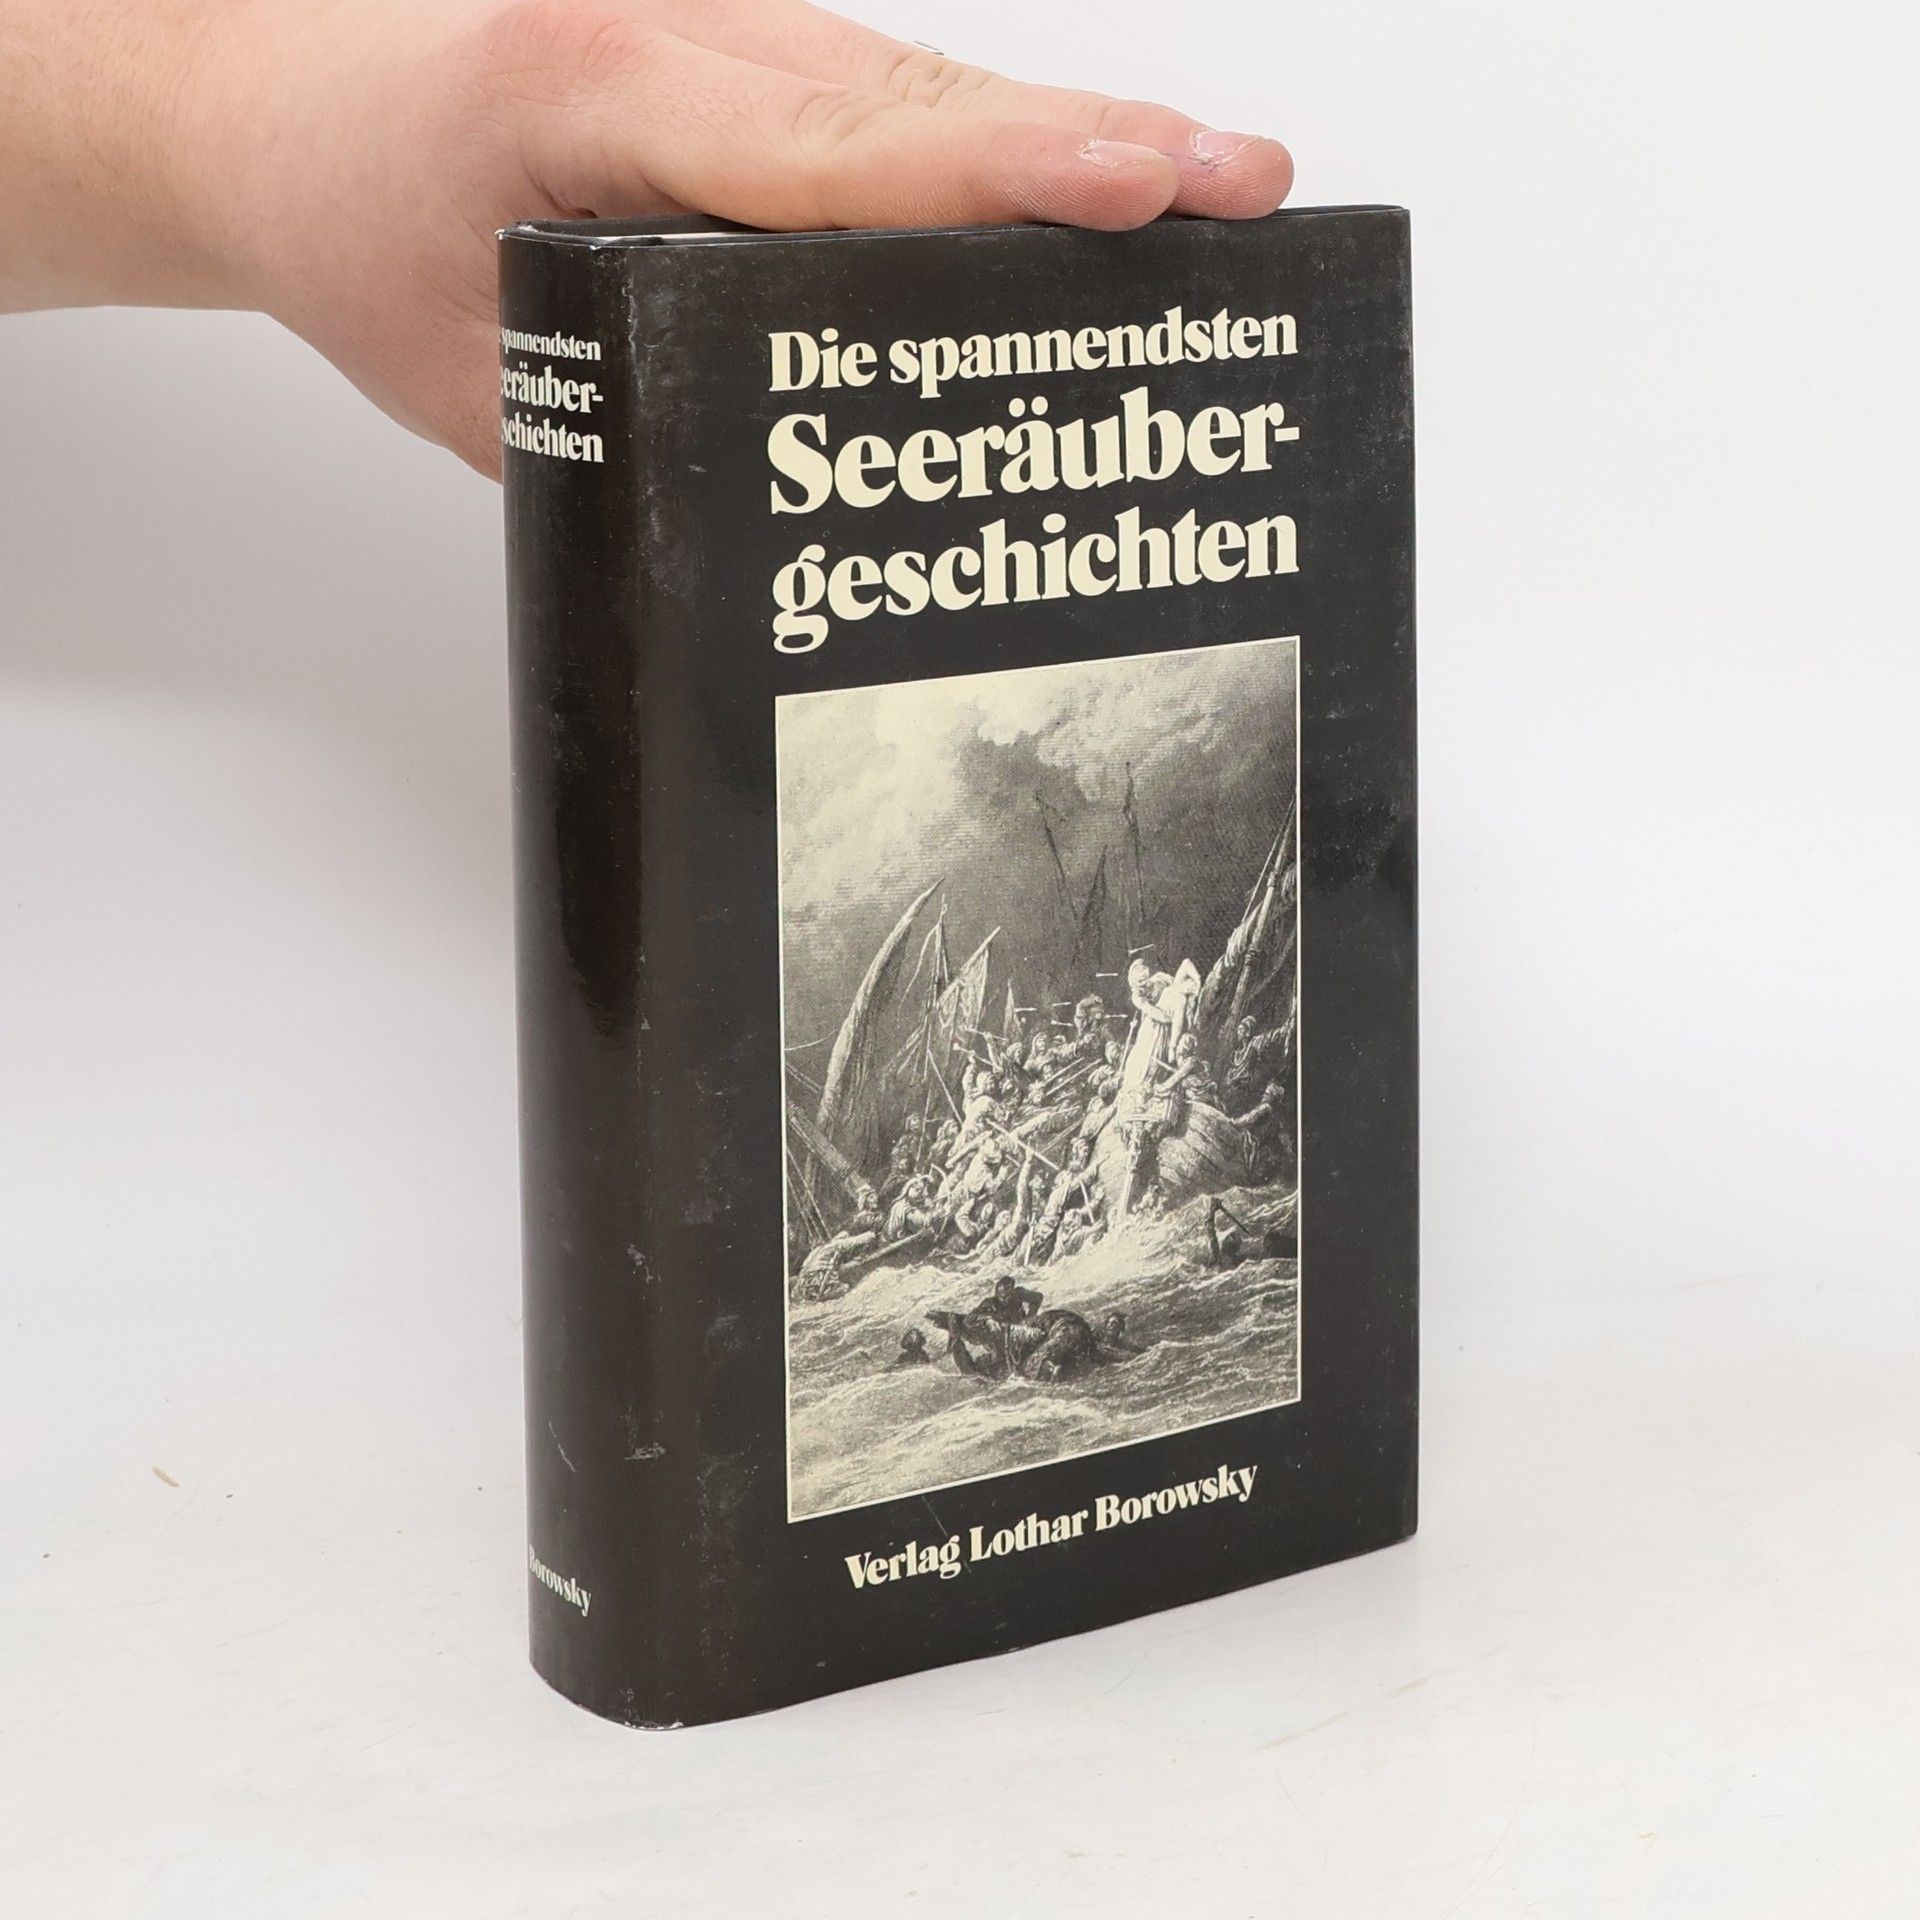 spannendsten
eeräuber-
schichten
Borowsky
Die spannendsten
Seeräuber-
geschichten
Verlag Lothar Borowsky